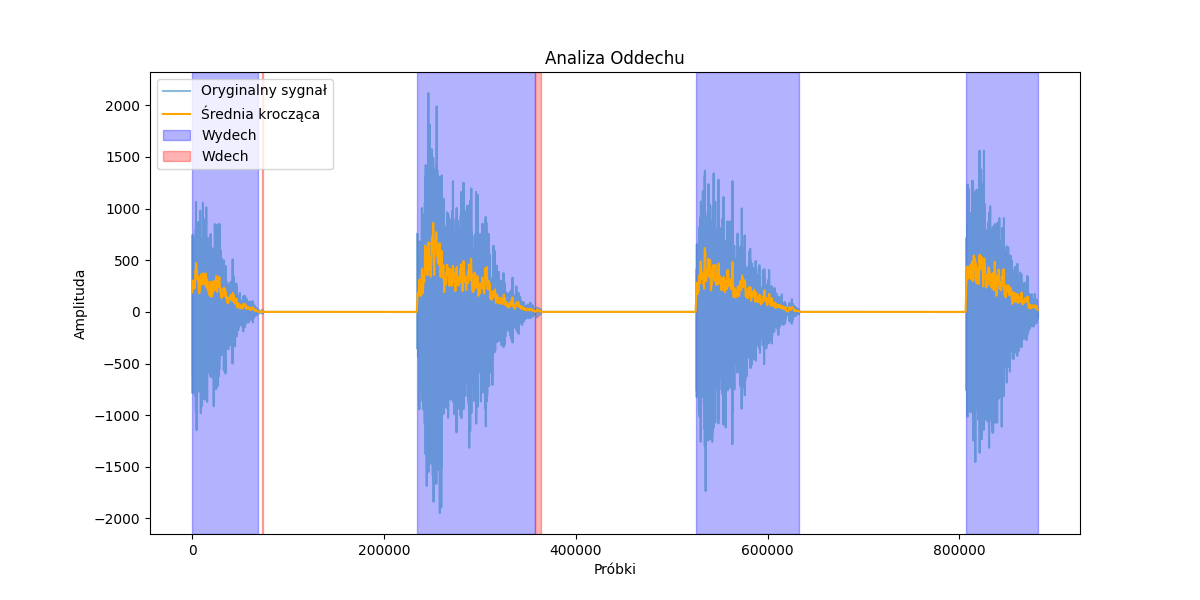 Analiza Oddechu
Oryginalny sygnał
Średnia krocząca
Wydech
Wdech
Amplituda
2000
1500
1000
500
0
−500
−1000
−1500
−2000
0 200000 400000 600000 800000
Próbki